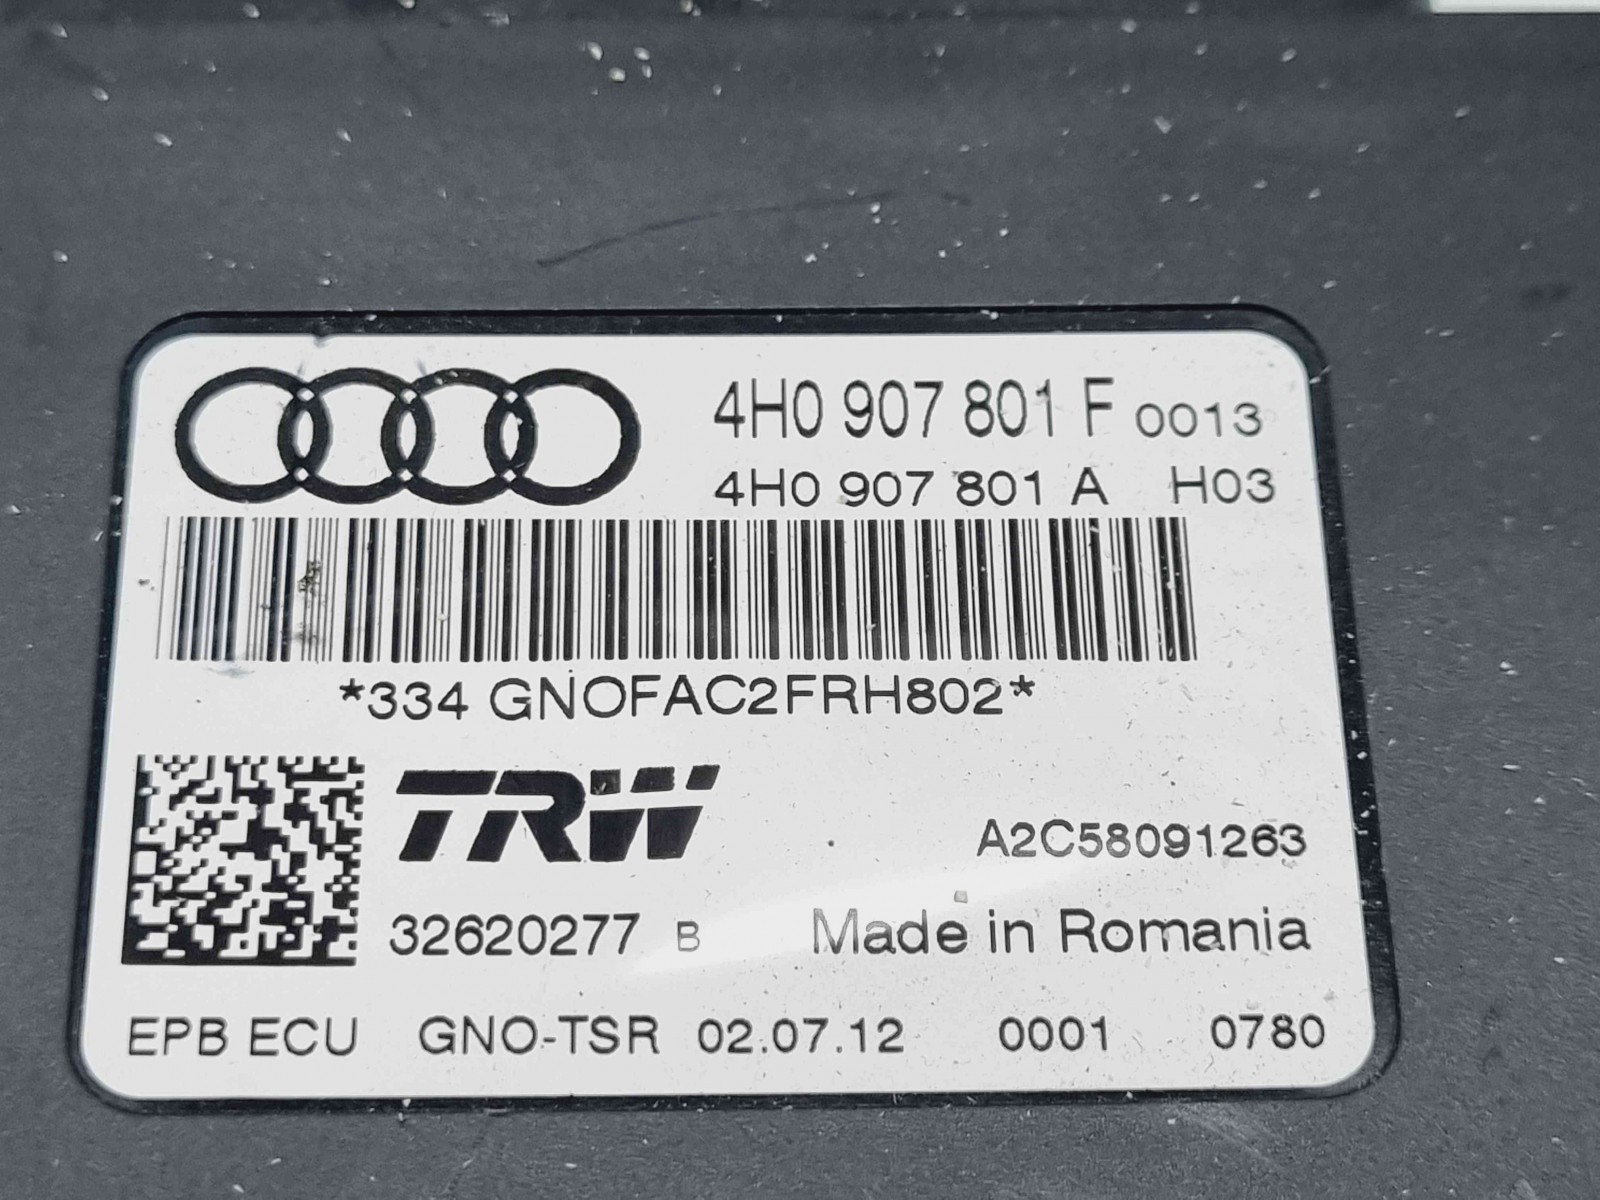 4H0 907 801 F 0013
4H0 907 801 A H03
*334 GNOFAC2FRH802*
TRW
A2C58091263
32620277 B Made in Romania
EPB ECU GNO-TSR 02.07.12 0001 0780